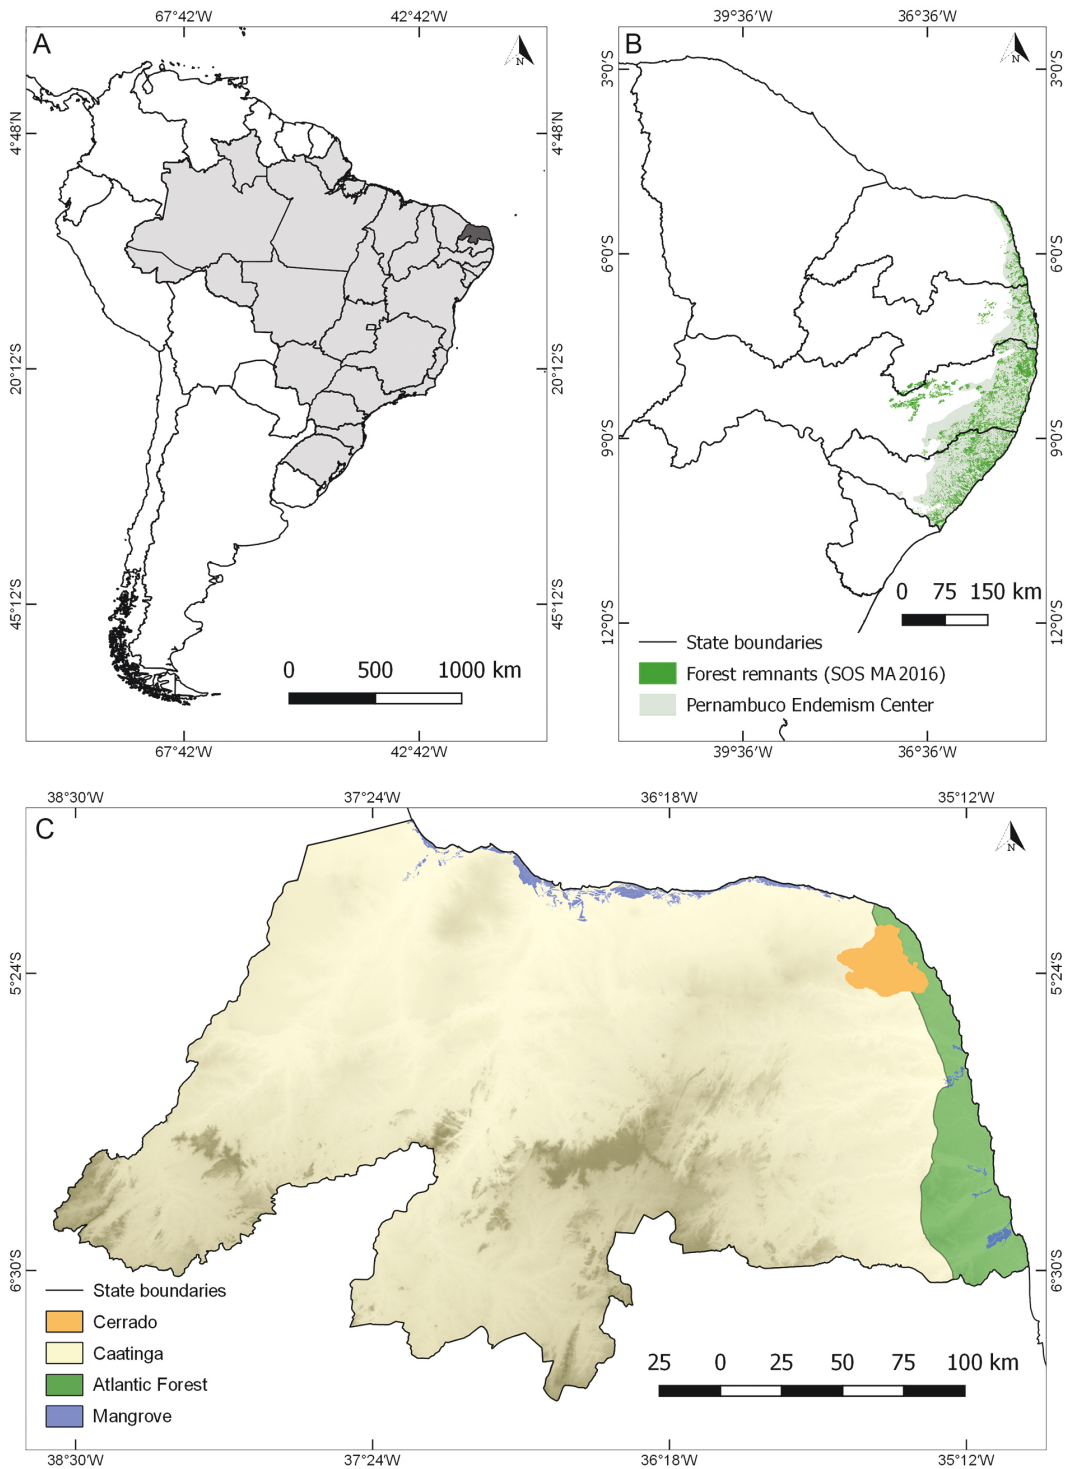 67°42'W 42°42'W
39°36'W 36°36'W
A
N
B
N
4°48'N 4°48'N
20°12'S 20°12'S
45°12'S 45°12'S
3°0'S 3°0'S
6°0'S 6°0'S
9°0'S 9°0'S
12°0'S 12°0'S
0 500 1000 km
0 75 150 km
State boundaries
Forest remnants (SOS MA 2016)
Pernambuco Endemism Center
67°42'W 42°42'W
39°36'W 36°36'W
38°30'W 37°24'W 36°18'W 35°12'W
C
N
5°24'S 5°24'S
6°30'S 6°30'S
State boundaries
Cerrado
Caatinga
Atlantic Forest
Mangrove
25 0 25 50 75 100 km
38°30'W 37°24'W 36°18'W 35°12'W